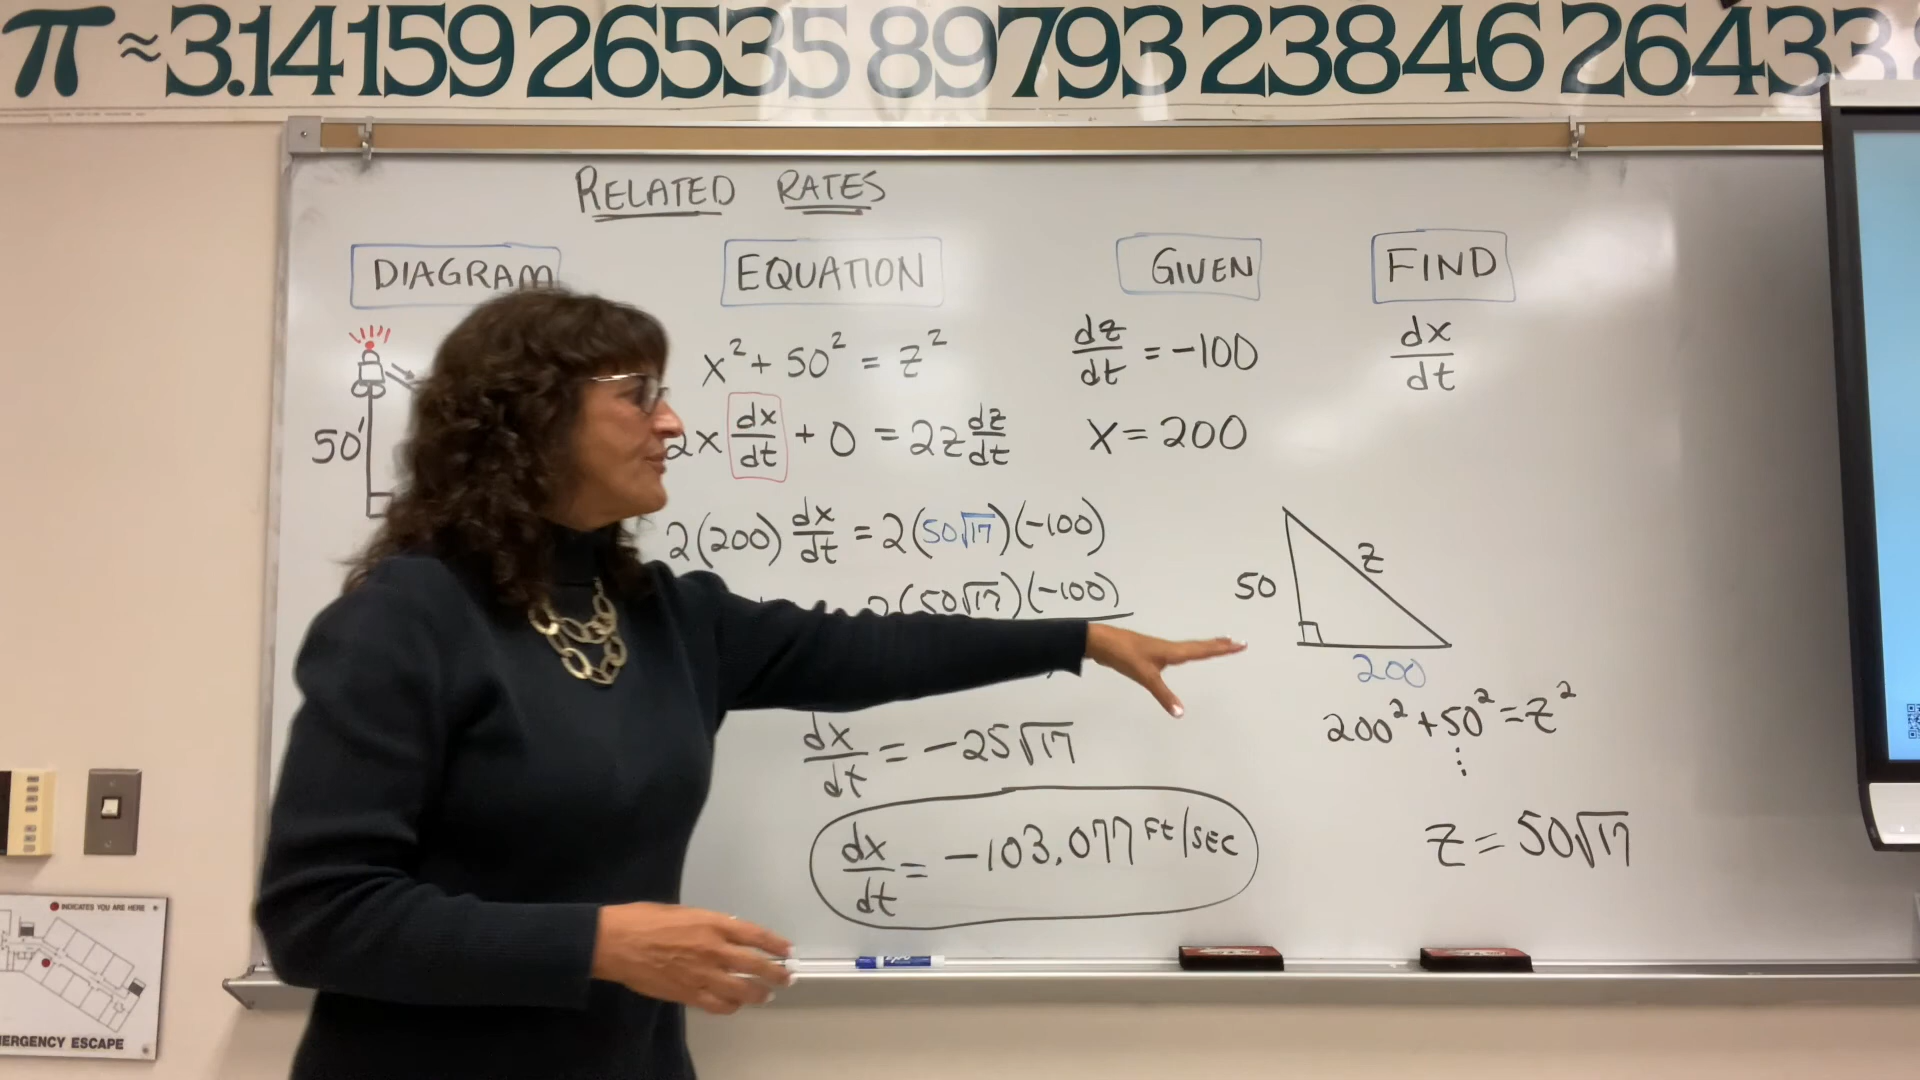 π ≈ 3.14159 26535 89793 23846 26433
RELATED RATES
DIAGRAM
EQUATION
GIVEN
FIND
50'
x² + 50² = z²
2x dx/dt + 0 = 2z dz/dt
2(200) dx/dt = 2(50√17)(-100)
2(50√17)(-100)
dx/dt = -25√17
dx/dt = -103.077 FT/SEC
dz/dt = -100
x = 200
dx/dt
50
z
200
200² + 50² = z²
⋮
z = 50√17
INDICATES YOU ARE HERE
MERGENCY ESCAPE